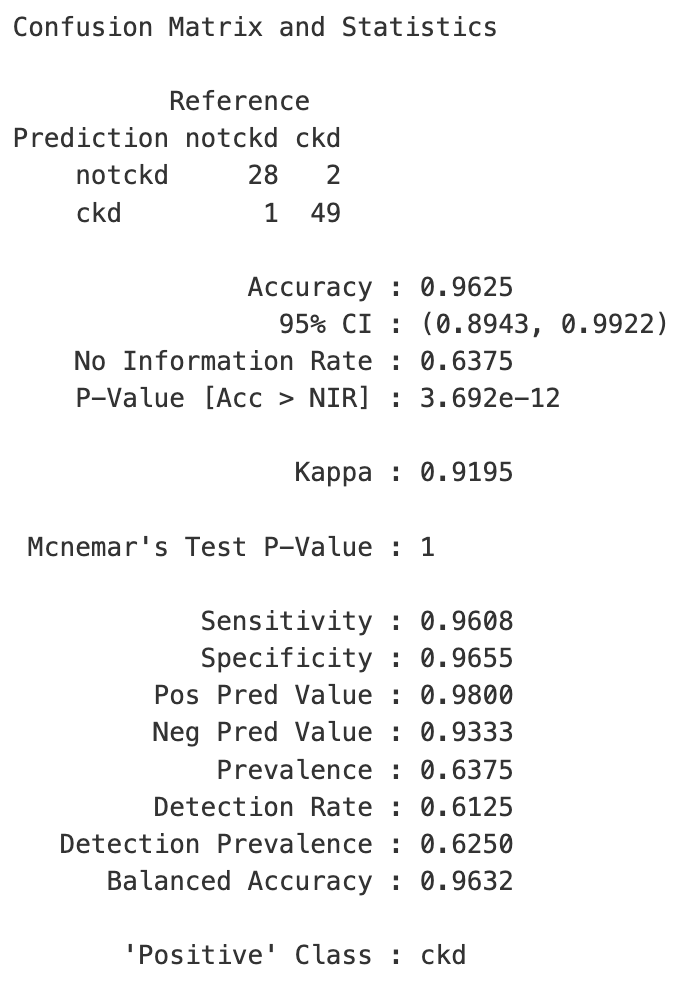 Confusion Matrix and Statistics
Reference
Prediction notckd ckd
notckd 28 2
ckd 1 49
Accuracy : 0.9625
95% CI : (0.8943, 0.9922)
No Information Rate : 0.6375
P-Value [Acc > NIR] : 3.692e-12
Kappa : 0.9195
Mcnemar's Test P-Value : 1
Sensitivity : 0.9608
Specificity : 0.9655
Pos Pred Value : 0.9800
Neg Pred Value : 0.9333
Prevalence : 0.6375
Detection Rate : 0.6125
Detection Prevalence : 0.6250
Balanced Accuracy : 0.9632
'Positive' Class : ckd